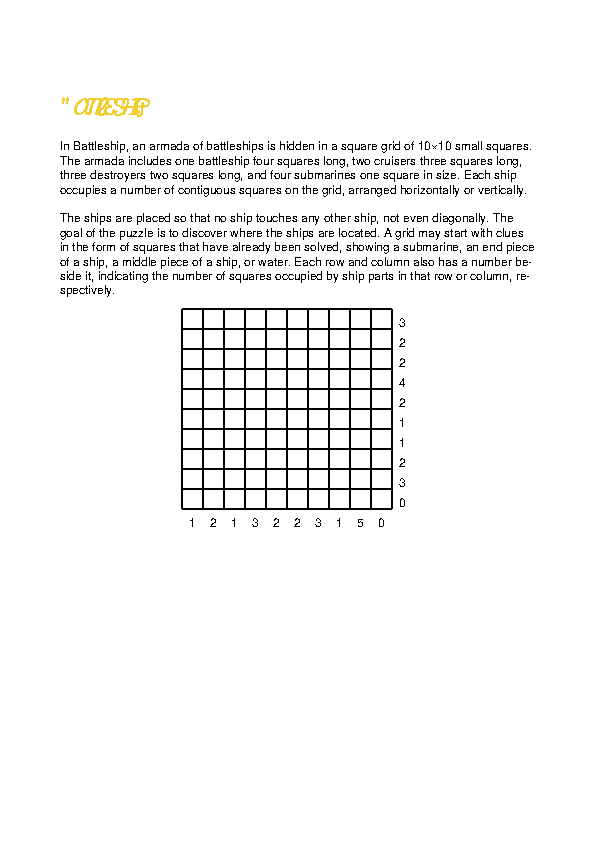 In Battleship, an armada of battleships is hidden in a square grid of 10×10 small squares.
The armada includes one battleship four squares long, two cruisers three squares long,
three destroyers two squares long, and four submarines one square in size. Each ship
occupies a number of contiguous squares on the grid, arranged horizontally or vertically.
The ships are placed so that no ship touches any other ship, not even diagonally. The
goal of the puzzle is to discover where the ships are located. A grid may start with clues
in the form of squares that have already been solved, showing a submarine, an end piece
of a ship, a middle piece of a ship, or water. Each row and column also has a number be-
side it, indicating the number of squares occupied by ship parts in that row or column, re-
spectively.
3
2
2
4
2
1
1
2
3
0
1 2 1 3 2 2 3 1 5 0